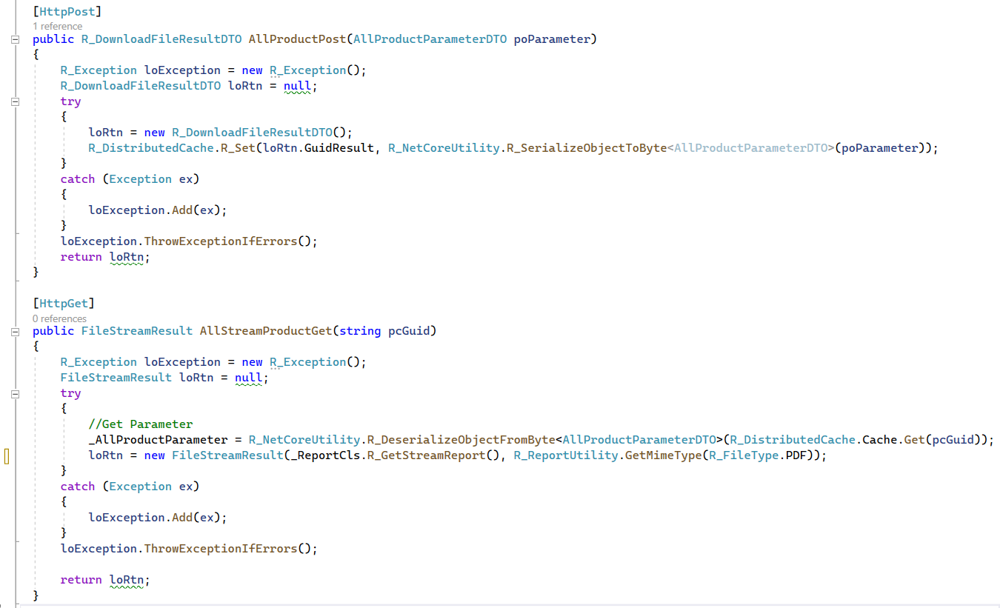 [HttpPost]
1 reference
public R_DownloadFileResultDTO AllProductPost(AllProductParameterDTO poParameter)
{
    R_Exception loException = new R_Exception();
    R_DownloadFileResultDTO loRtn = null;
    try
    {
        loRtn = new R_DownloadFileResultDTO();
        R_DistributedCache.R_Set(loRtn.GuidResult, R_NetCoreUtility.R_SerializeObjectToByte<AllProductParameterDTO>(poParameter));
    }
    catch (Exception ex)
    {
        loException.Add(ex);
    }
    loException.ThrowExceptionIfErrors();
    return loRtn;
}
[HttpGet]
0 references
public FileStreamResult AllStreamProductGet(string pcGuid)
{
    R_Exception loException = new R_Exception();
    FileStreamResult loRtn = null;
    try
    {
        //Get Parameter
        _AllProductParameter = R_NetCoreUtility.R_DeserializeObjectFromByte<AllProductParameterDTO>(R_DistributedCache.Cache.Get(pcGuid));
        loRtn = new FileStreamResult(_ReportCls.R_GetStreamReport(), R_ReportUtility.GetMimeType(R_FileType.PDF));
    }
    catch (Exception ex)
    {
        loException.Add(ex);
    }
    loException.ThrowExceptionIfErrors();
    return loRtn;
}